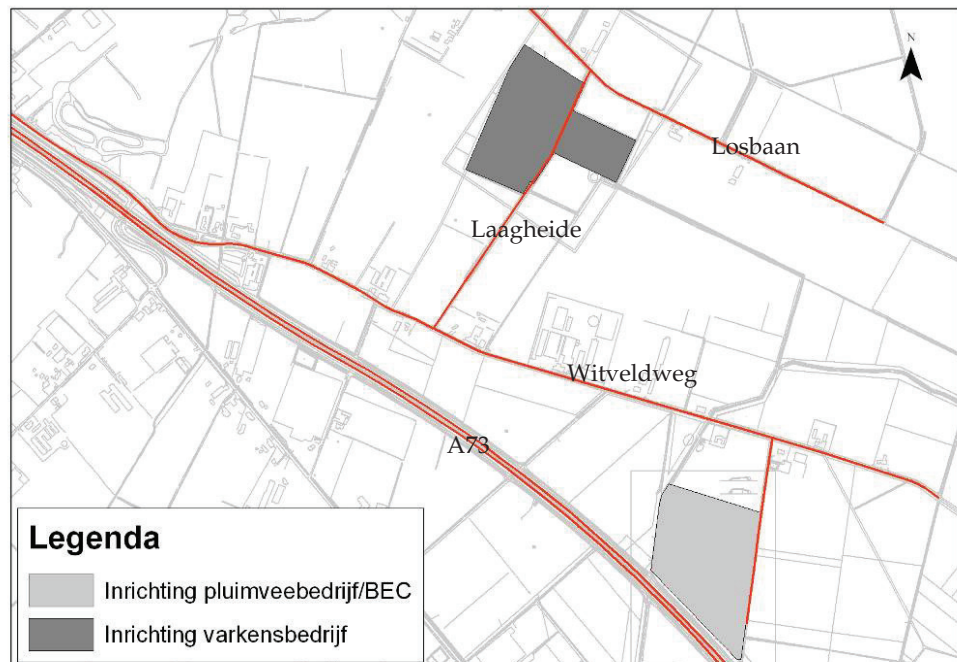 N
Losbaan
Laagheide
Witveldweg
A73
Legenda
Inrichting pluimveebedrijf/BEC
Inrichting varkensbedrijf